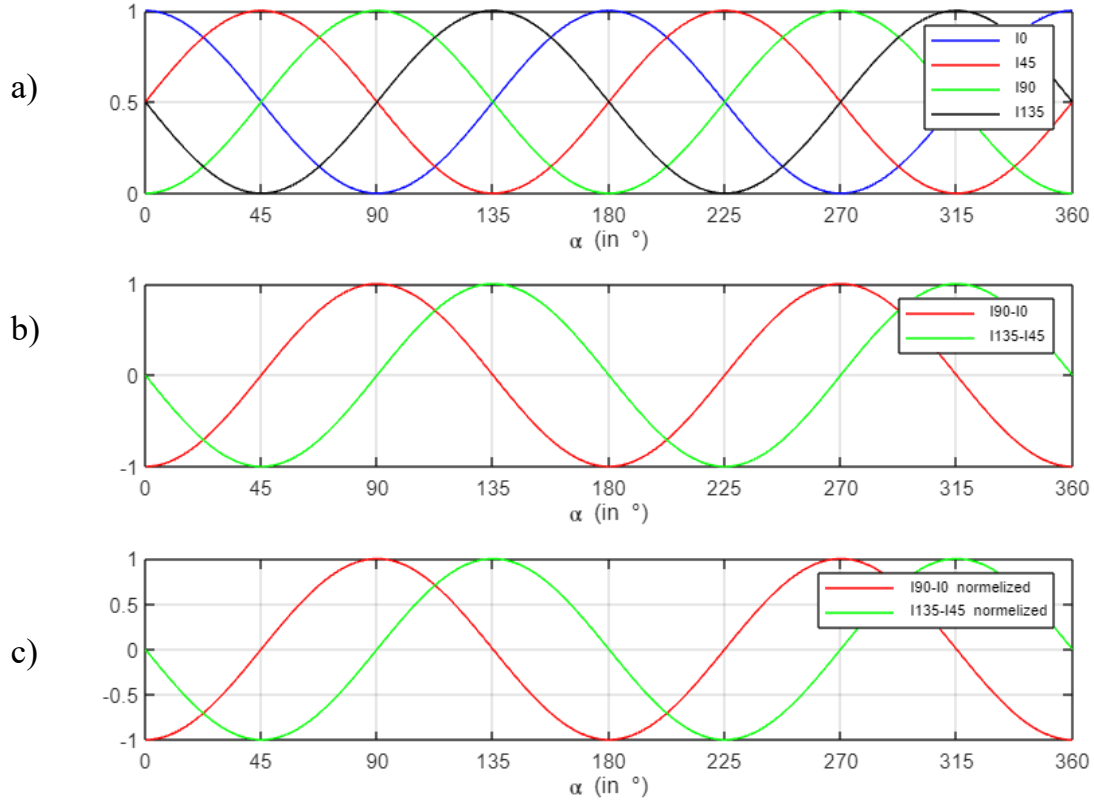 a)
1
0.5
0
I0
I45
I90
I135
0 45 90 135 180 225 270 315 360
α (in °)
b)
1
0
-1
I90-I0
I135-I45
0 45 90 135 180 225 270 315 360
α (in °)
c)
1
0.5
0
-0.5
-1
I90-I0 normelized
I135-I45 normelized
0 45 90 135 180 225 270 315 360
α (in °)